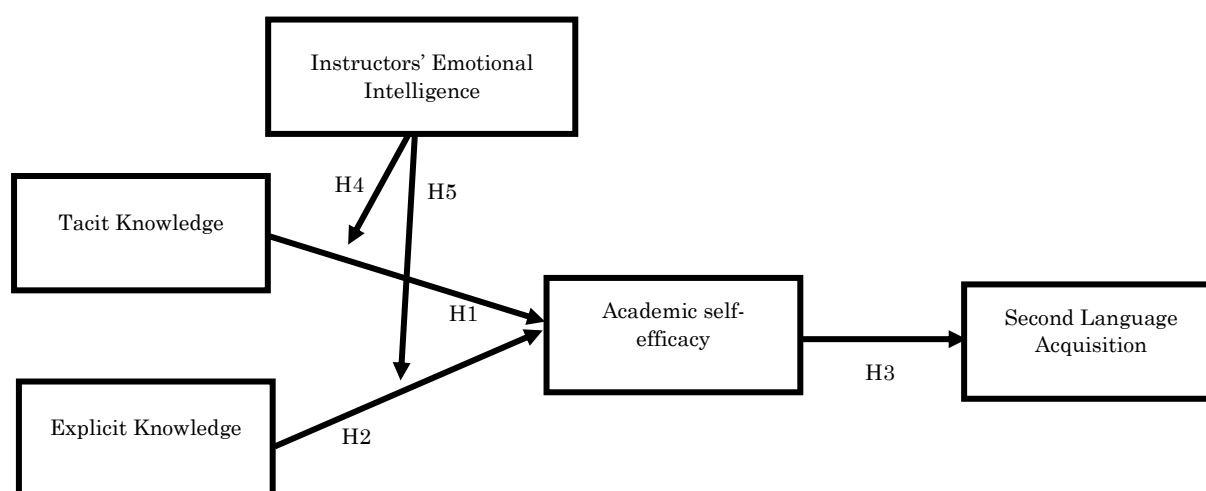 Instructors’ Emotional
Intelligence
H4
H5
Tacit Knowledge
H1
Academic self-
efficacy
Second Language
Acquisition
H3
Explicit Knowledge
H2